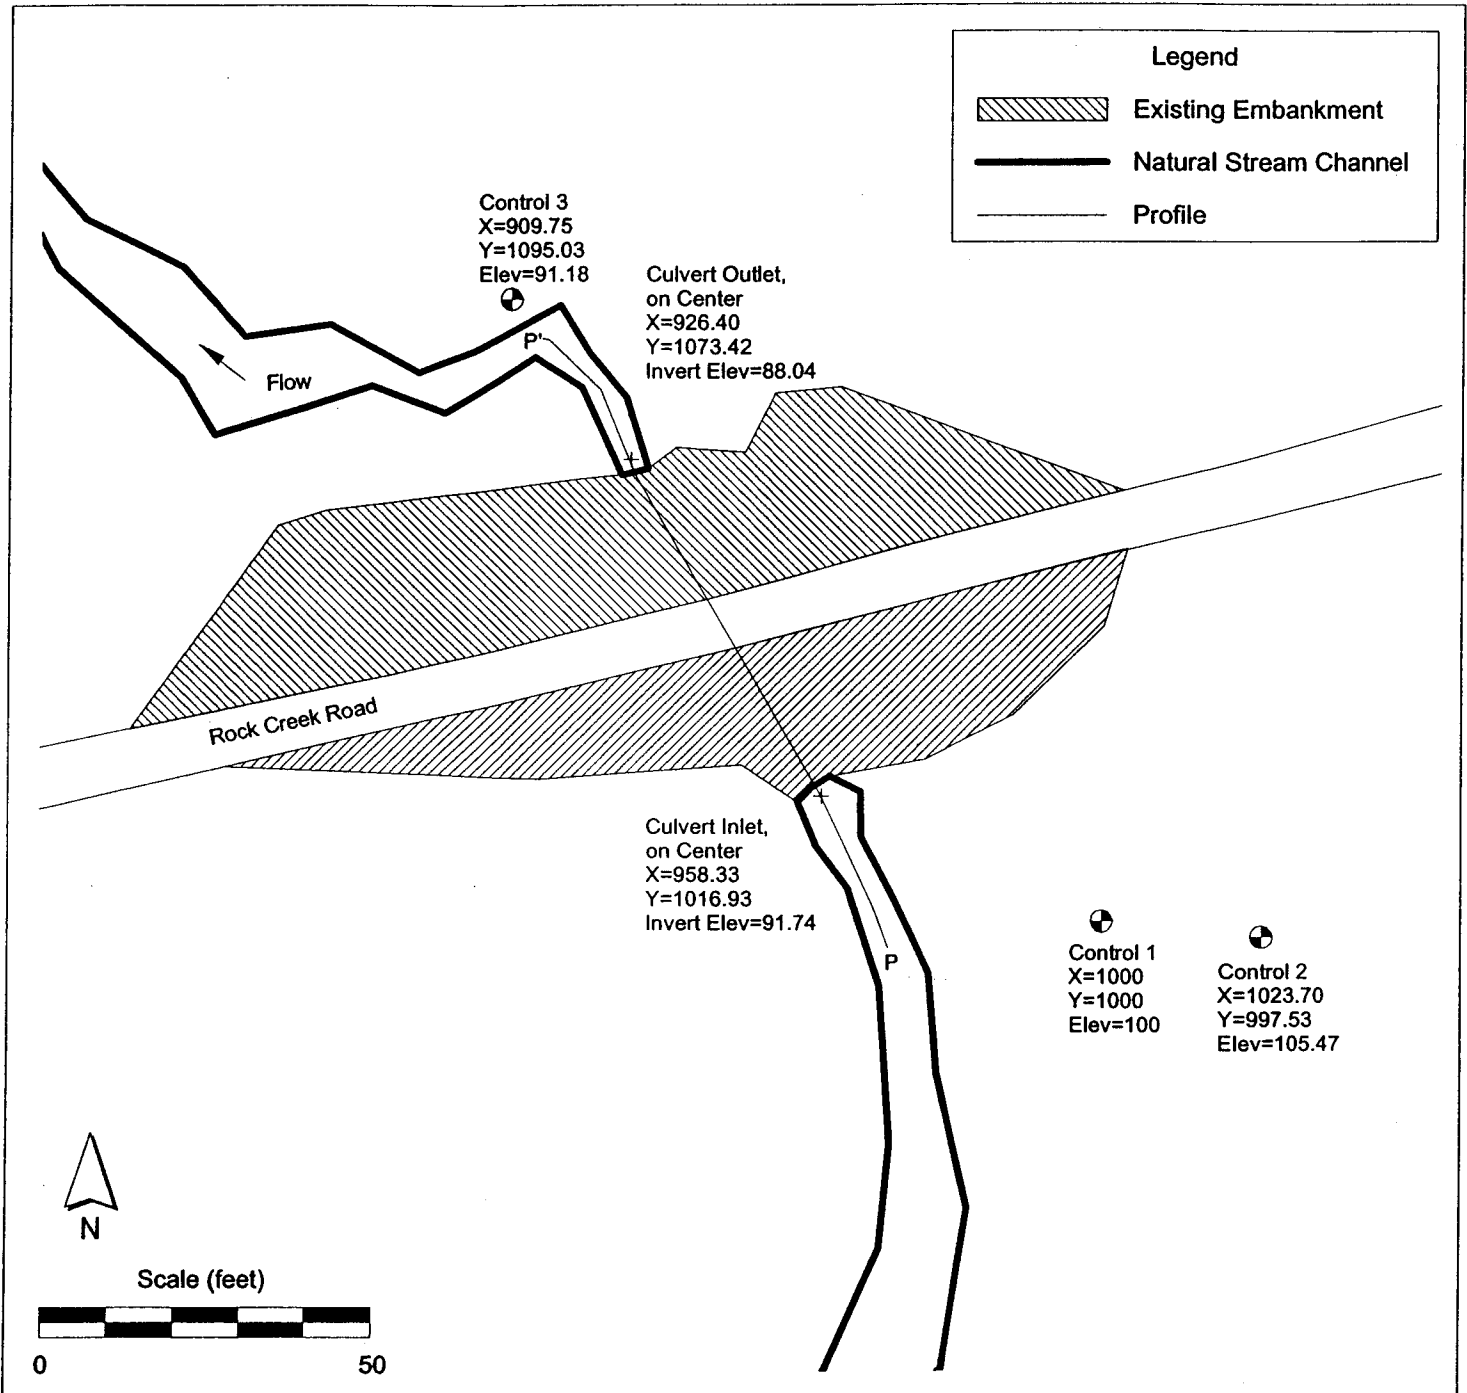 Legend
Existing Embankment
Natural Stream Channel
Profile
Control 3
X=909.75
Y=1095.03
Elev=91.18
Culvert Outlet,
on Center
X=926.40
Y=1073.42
Invert Elev=88.04
P'
Flow
Rock Creek Road
Culvert Inlet,
on Center
X=958.33
Y=1016.93
Invert Elev=91.74
P
Control 1
X=1000
Y=1000
Elev=100
Control 2
X=1023.70
Y=997.53
Elev=105.47
N
Scale (feet)
0 50